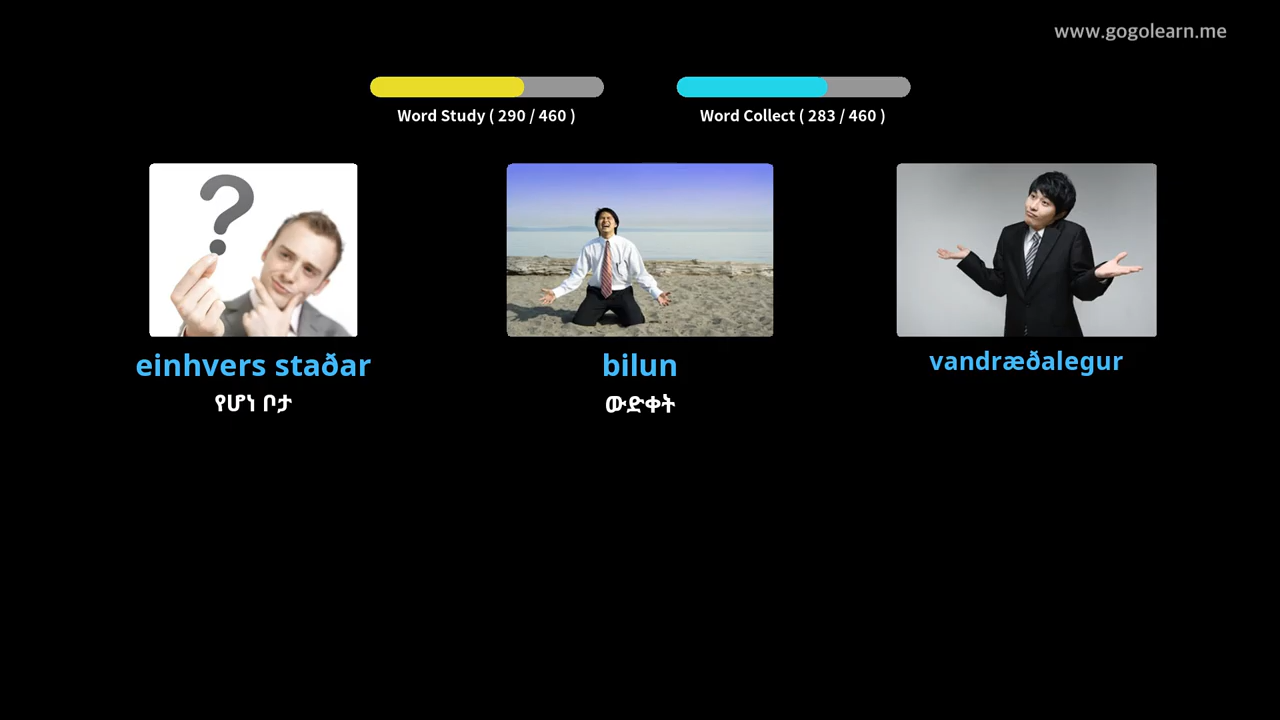 www.gogolearn.me
Word Study ( 290 / 460 )
Word Collect ( 283 / 460 )
?
einhvers staðar
የሆነ ቦታ
bilun
ውድቀት
vandræðalegur